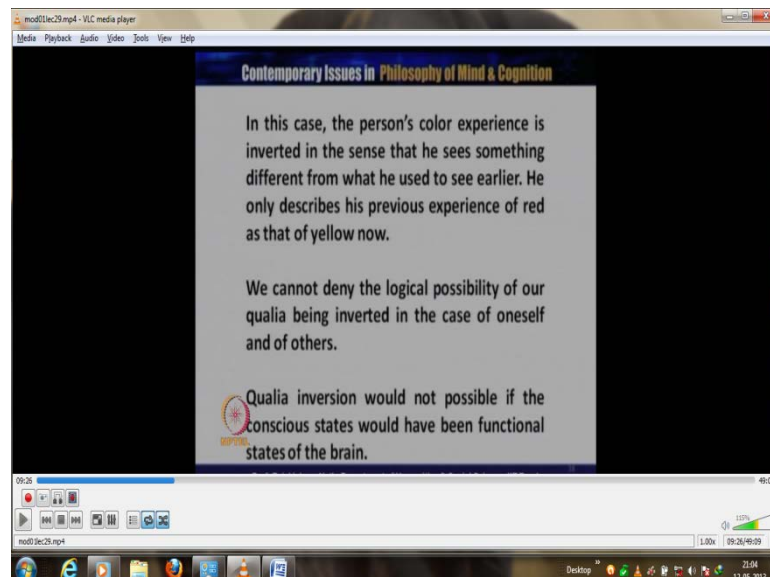 mod01lec29.mp4 - VLC media player
Media Playback Audio Video Tools View Help
Contemporary Issues in Philosophy of Mind & Cognition
In this case, the person's color experience is
inverted in the sense that he sees something
different from what he used to see earlier. He
only describes his previous experience of red
as that of yellow now.
We cannot deny the logical possibility of our
qualia being inverted in the case of oneself
and of others.
Qualia inversion would not possible if the
conscious states would have been functional
states of the brain.
NPTEL
09:26
115%
mod01lec29.mp4
1.00x 09:26/49:09
Desktop
21:04